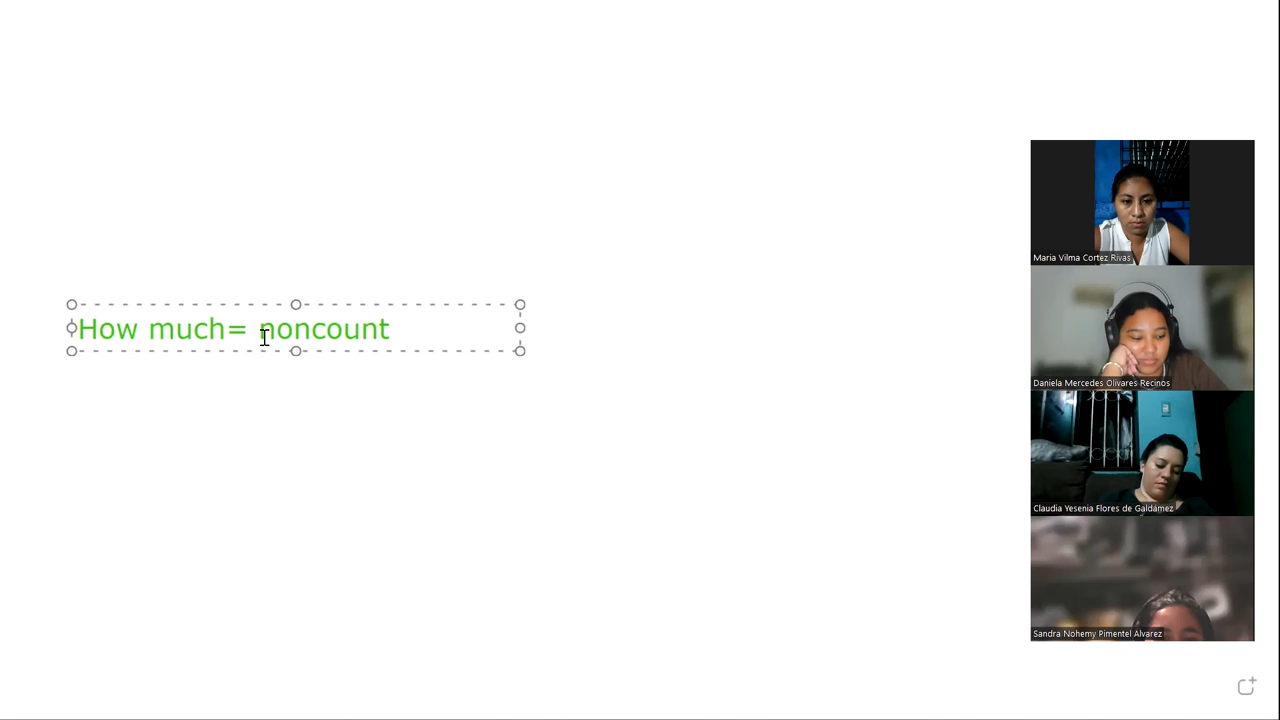 How much= noncount
Maria Vilma Cortez Rivas
Daniela Mercedes Olivares Recinos
Claudia Yesenia Flores de Galdámez
Sandra Nohemy Pimentel Alvarez